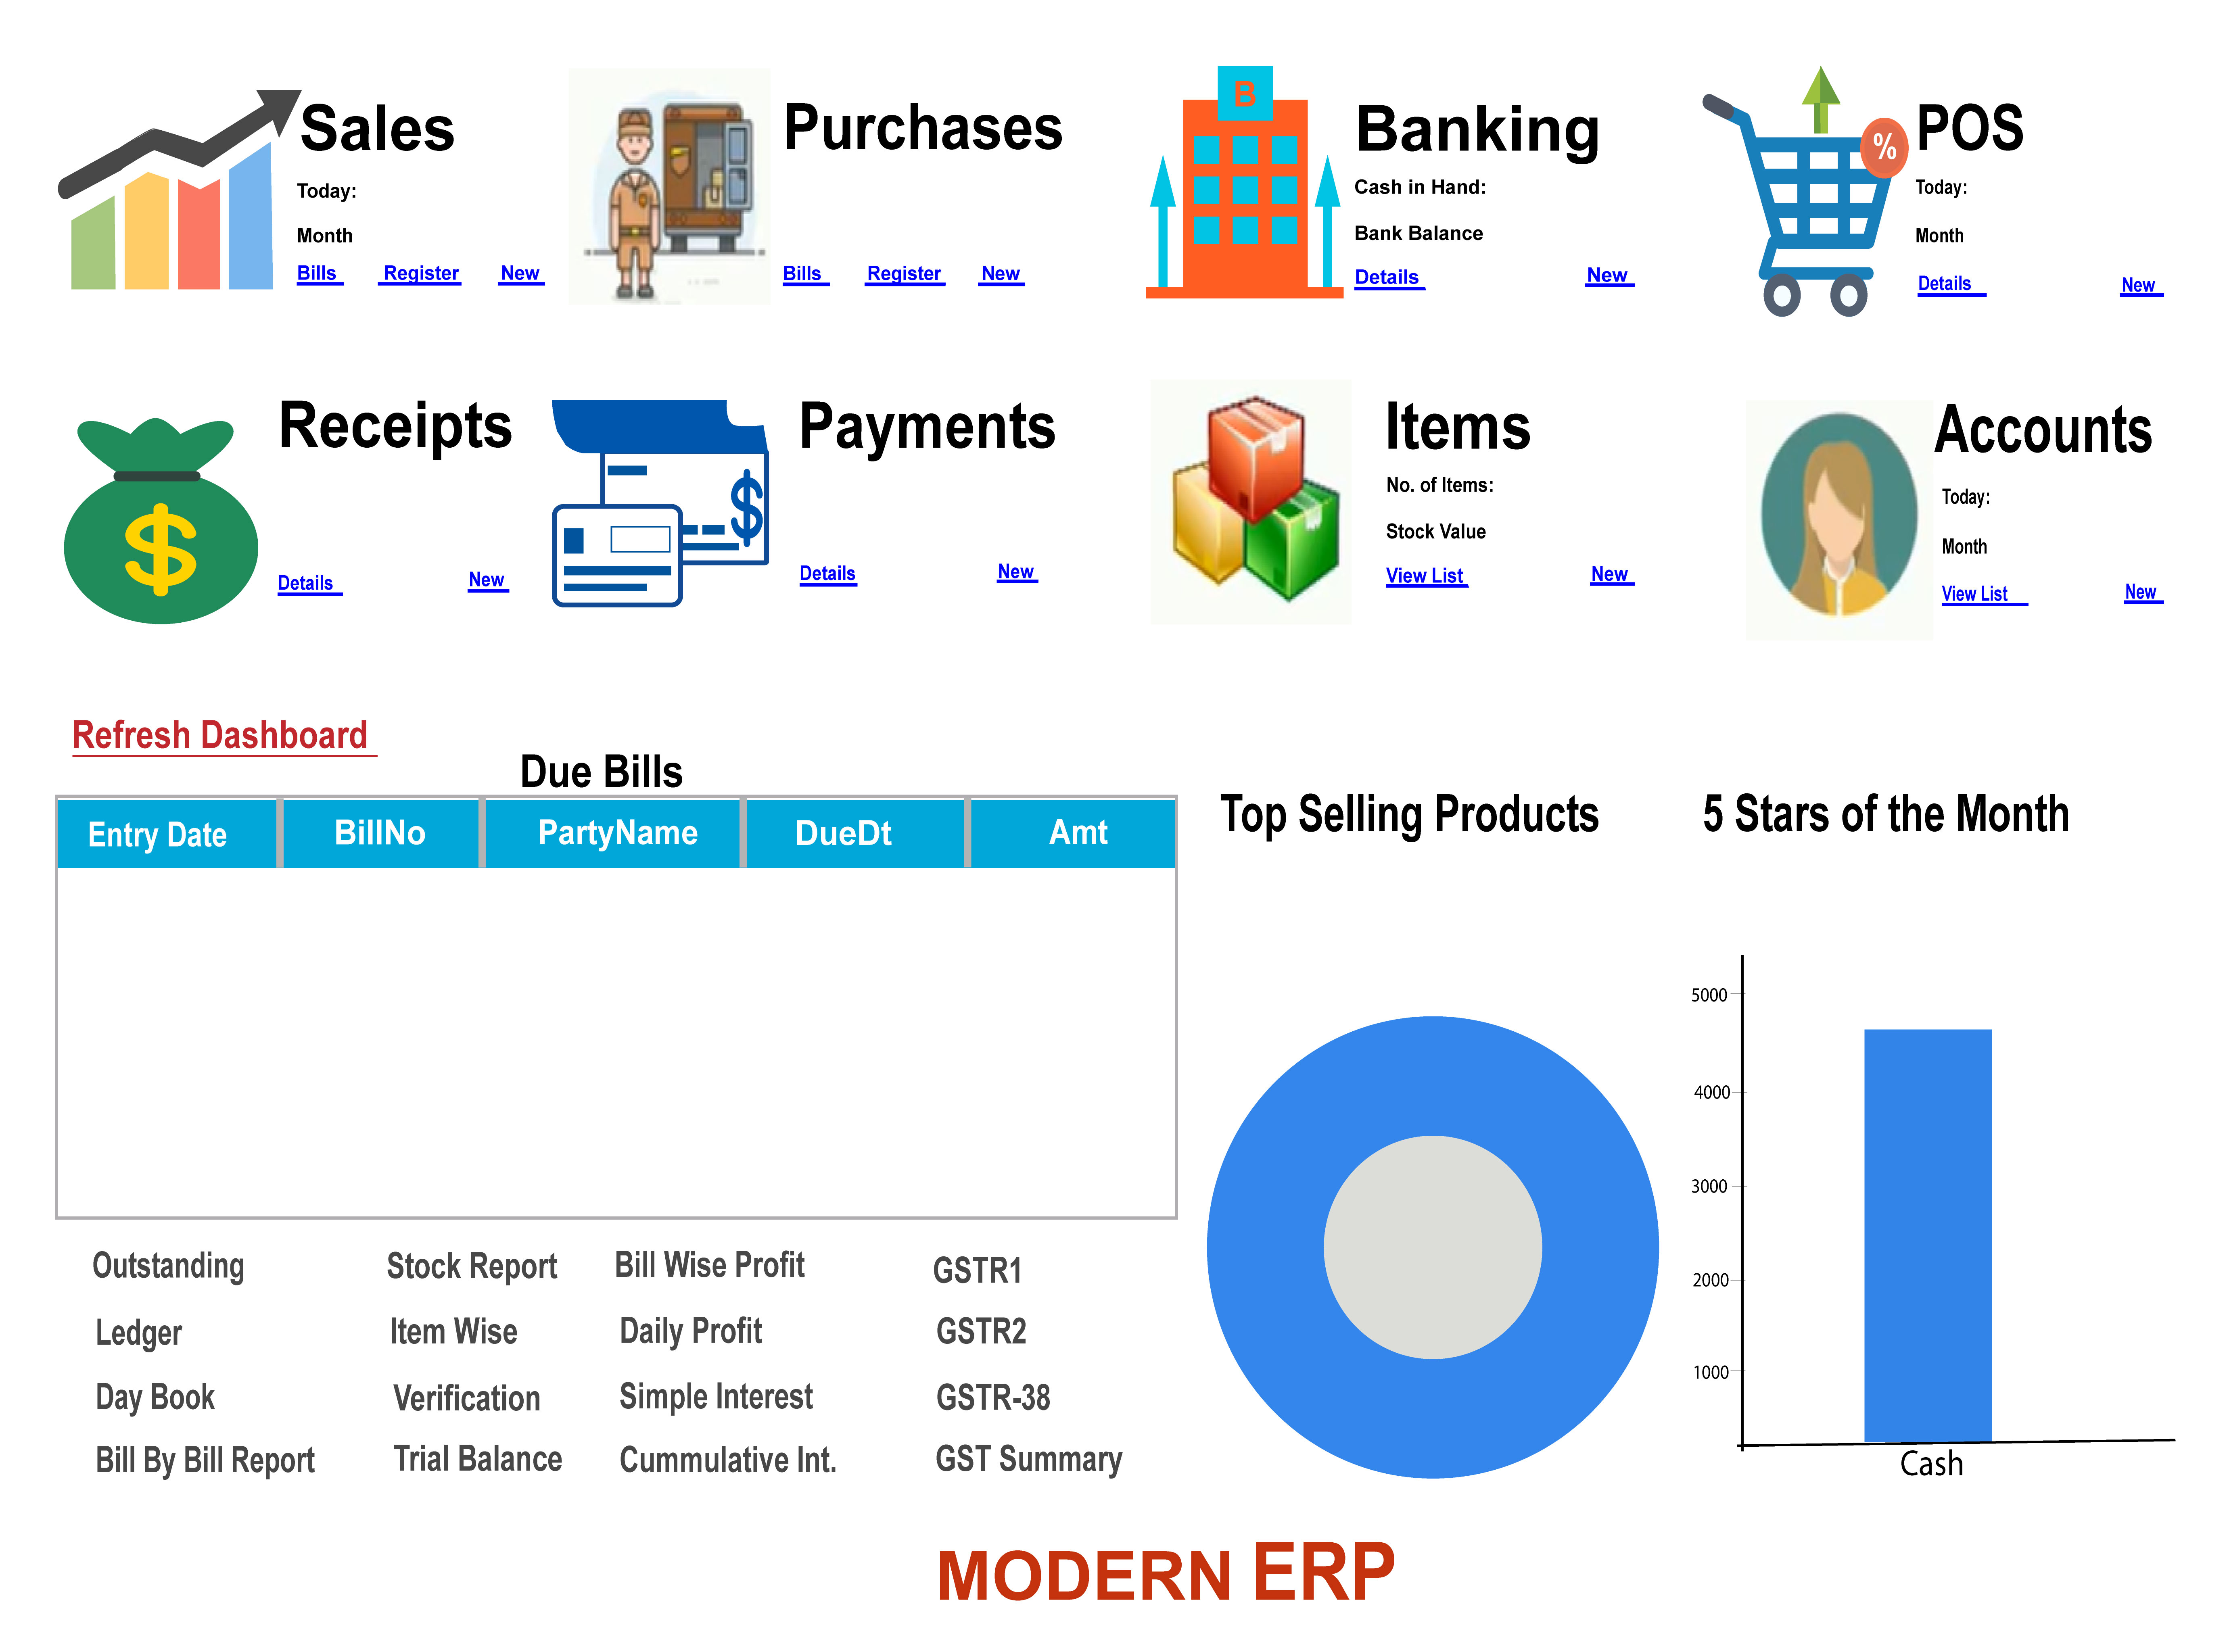 Sales
Today:
Month
Bills Register New
Purchases
Bills Register New
B
Banking
Cash in Hand:
Bank Balance
Details New
%
POS
Today:
Month
Details New
$
Receipts
Details New
$
Payments
Details New
Items
No. of Items:
Stock Value
View List New
Accounts
Today:
Month
View List New
Refresh Dashboard
Due Bills
Entry Date BillNo PartyName DueDt Amt
Top Selling Products
5 Stars of the Month
5000
4000
3000
2000
1000
Cash
Outstanding Stock Report Bill Wise Profit GSTR1
Ledger Item Wise Daily Profit GSTR2
Day Book Verification Simple Interest GSTR-38
Bill By Bill Report Trial Balance Cummulative Int. GST Summary
MODERN ERP